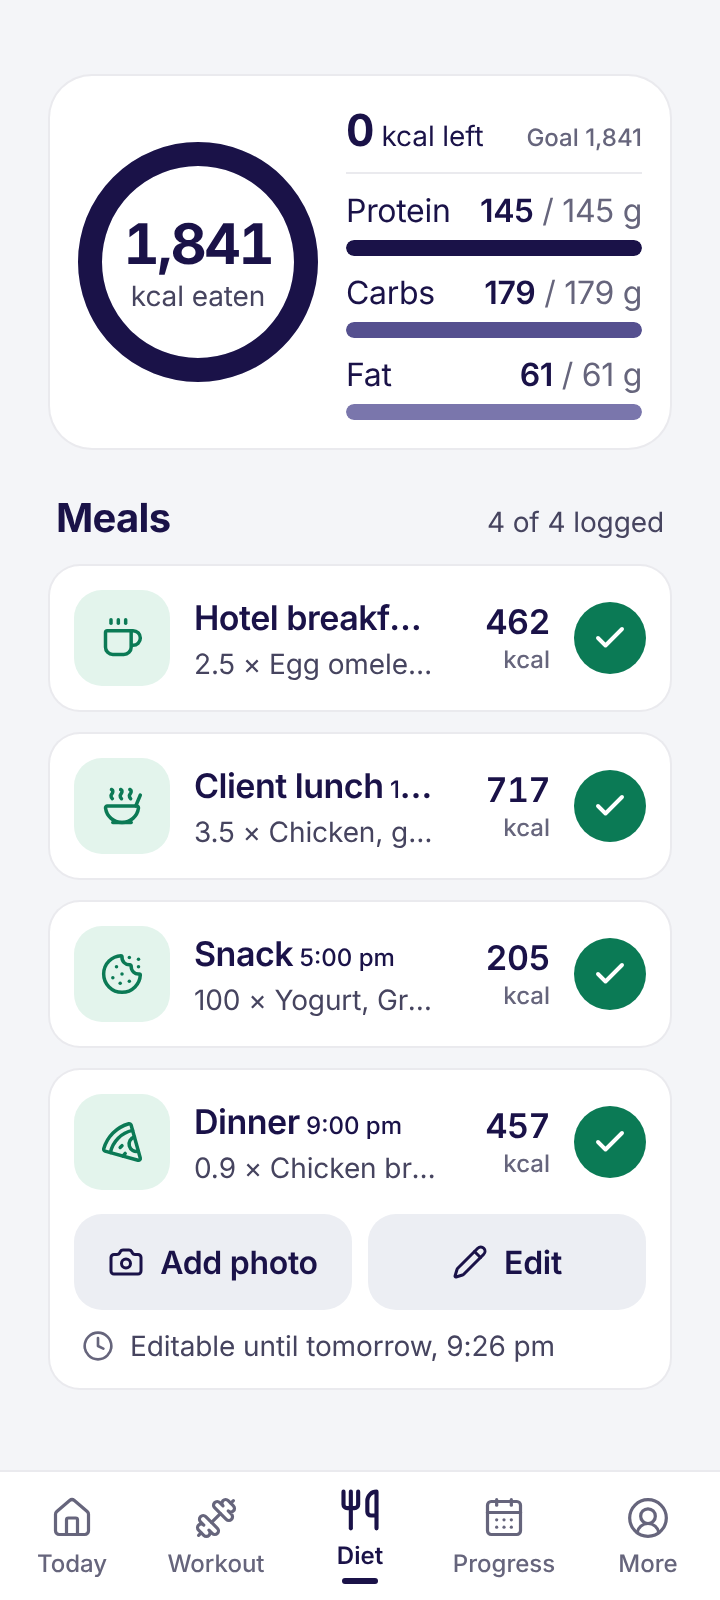 0 kcal left Goal 1,841
1,841
kcal eaten
Protein 145 / 145 g
Carbs 179 / 179 g
Fat 61 / 61 g
Meals 4 of 4 logged
Hotel breakf... 462
2.5 × Egg omele... kcal
Client lunch 1... 717
3.5 × Chicken, g... kcal
Snack 5:00 pm 205
100 × Yogurt, Gr... kcal
Dinner 9:00 pm 457
0.9 × Chicken br... kcal
Add photo Edit
Editable until tomorrow, 9:26 pm
Today Workout Diet Progress More